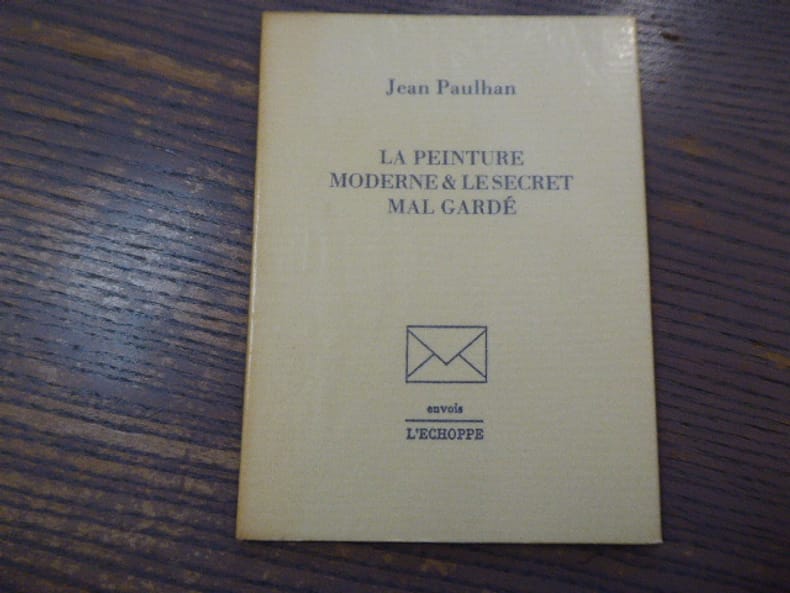 Jean Paulhan
LA PEINTURE
MODERNE & LE SECRET
MAL GARDÉ
envois
L'ECHOPPE